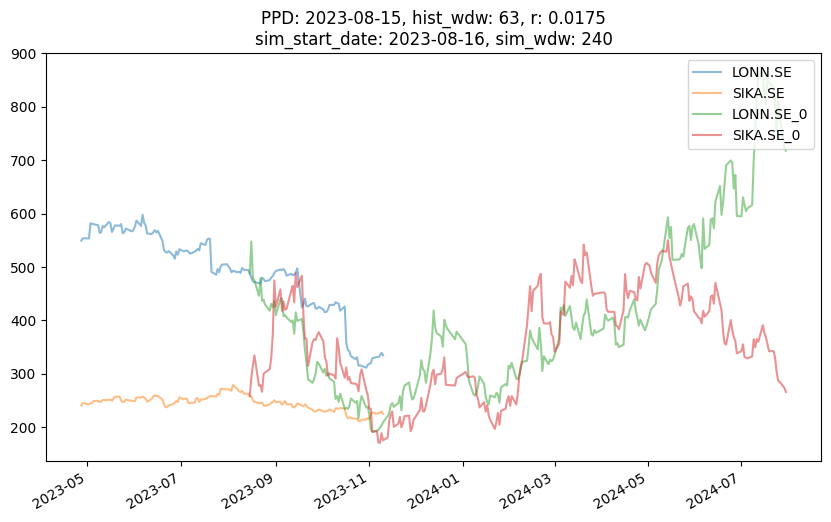 PPD: 2023-08-15, hist_wdw: 63, r: 0.0175
sim_start_date: 2023-08-16, sim_wdw: 240
900
800
700
600
500
400
300
200
LONN.SE
SIKA.SE
LONN.SE_0
SIKA.SE_0
2023-05
2023-07
2023-09
2023-11
2024-01
2024-03
2024-05
2024-07